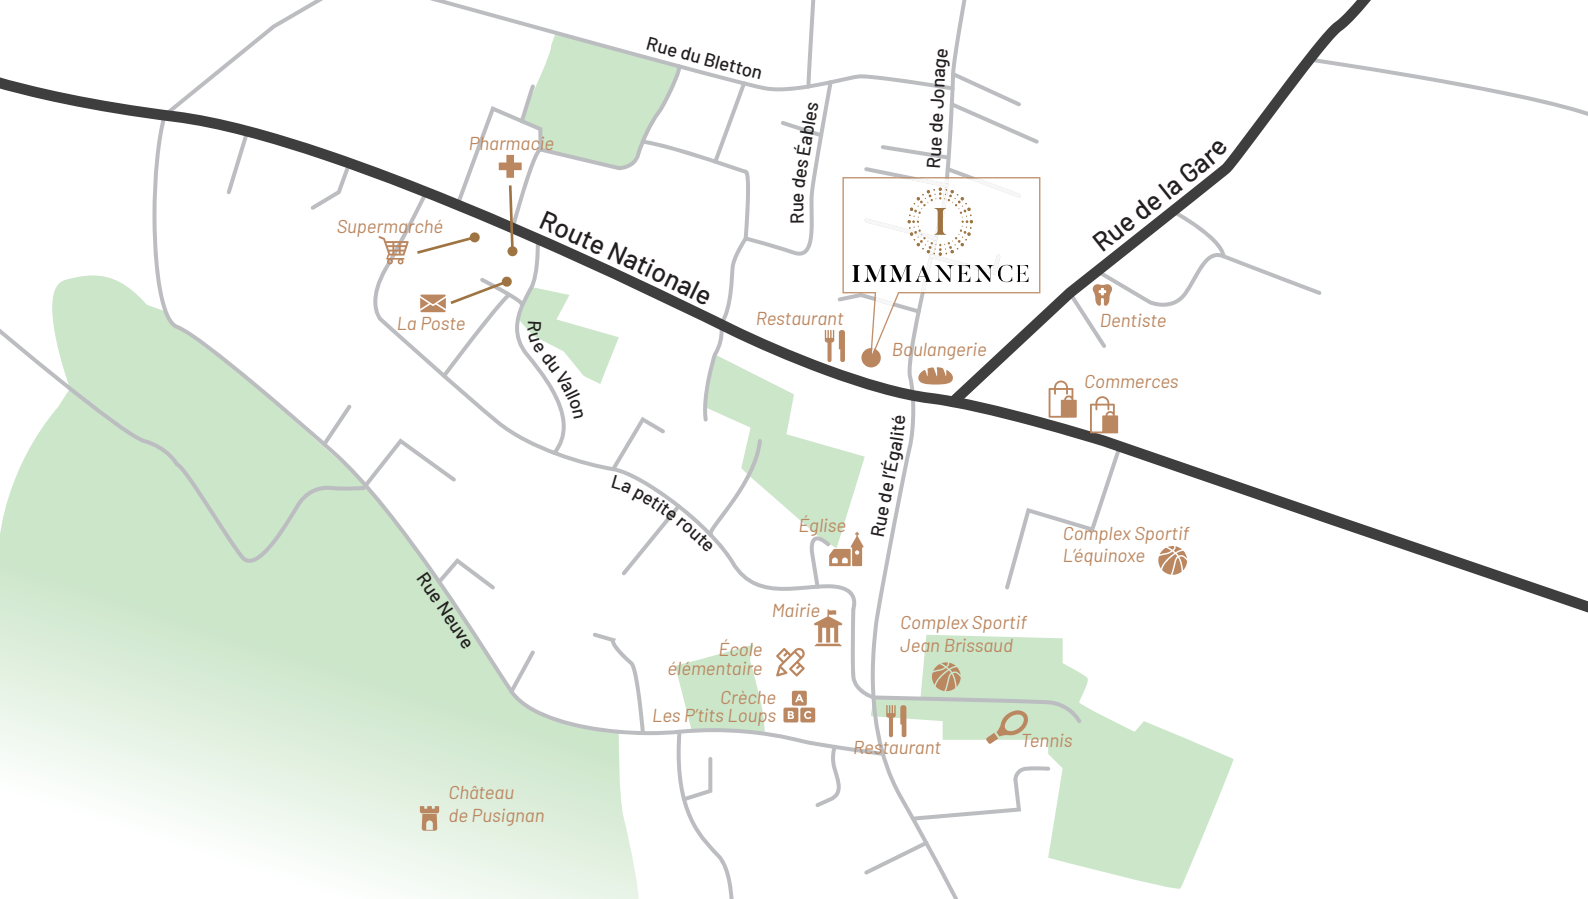 Rue du Bletton
Rue de Jonage
Rue des Éables
Pharmacie
Rue de la Gare
Supermarché
Route Nationale
I
IMMANENCE
La Poste
Rue du Vallon
Restaurant
Boulangerie
Dentiste
Commerces
Rue de l'Égalité
La petite route
Église
Complex Sportif
L'équinoxe
Rue Neuve
Mairie
Complex Sportif
Jean Brissaud
École
élémentaire
Crèche
Les P'tits Loups
A
B C
Restaurant
Tennis
Château
de Pusignan